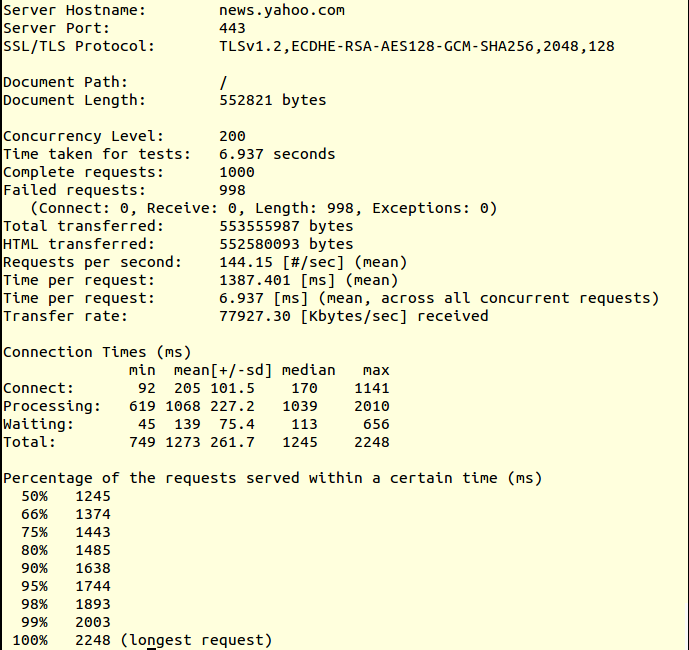 Server Hostname:        news.yahoo.com
Server Port:            443
SSL/TLS Protocol:       TLSv1.2,ECDHE-RSA-AES128-GCM-SHA256,2048,128

Document Path:          /
Document Length:        552821 bytes

Concurrency Level:      200
Time taken for tests:   6.937 seconds
Complete requests:      1000
Failed requests:        998
   (Connect: 0, Receive: 0, Length: 998, Exceptions: 0)
Total transferred:      553555987 bytes
HTML transferred:       552580093 bytes
Requests per second:    144.15 [#/sec] (mean)
Time per request:       1387.401 [ms] (mean)
Time per request:       6.937 [ms] (mean, across all concurrent requests)
Transfer rate:          77927.30 [Kbytes/sec] received

Connection Times (ms)
              min  mean[+/-sd] median   max
Connect:       92  205 101.5    170    1141
Processing:   619 1068 227.2   1039    2010
Waiting:       45  139  75.4    113     656
Total:        749 1273 261.7   1245    2248

Percentage of the requests served within a certain time (ms)
  50%   1245
  66%   1374
  75%   1443
  80%   1485
  90%   1638
  95%   1744
  98%   1893
  99%   2003
 100%   2248 (longest request)